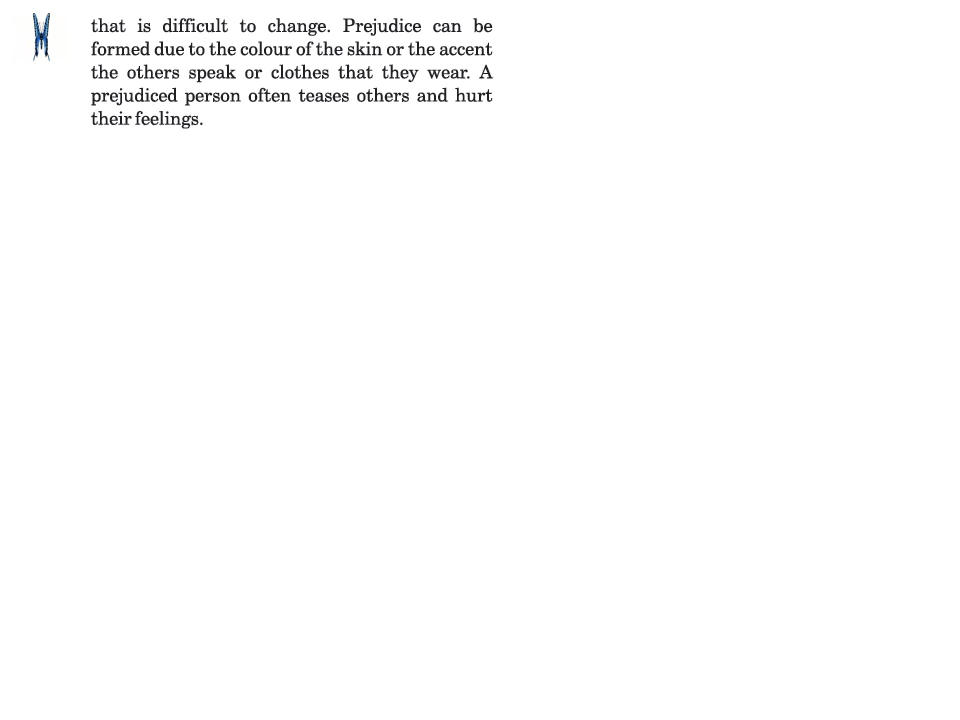 that is difficult to change. Prejudice can be
formed due to the colour of the skin or the accent
the others speak or clothes that they wear. A
prejudiced person often teases others and hurt
their feelings.